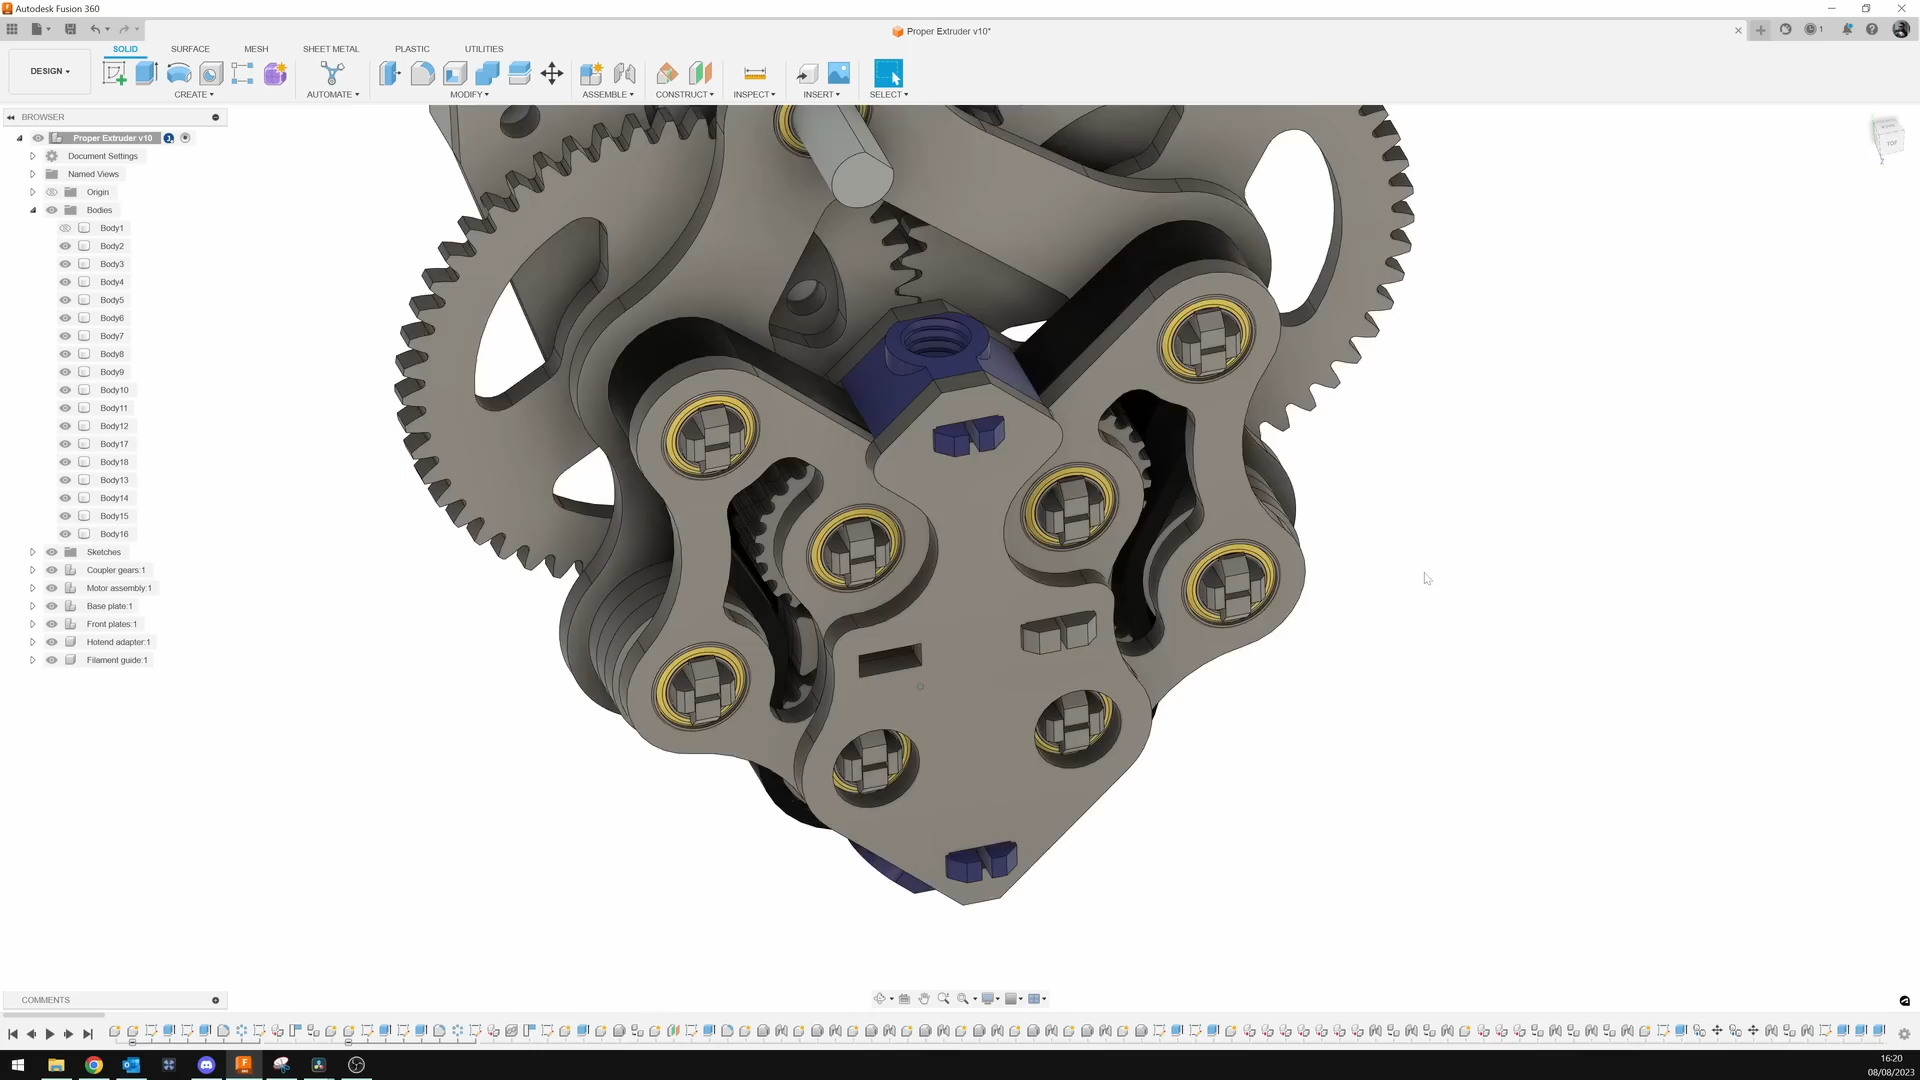 Autodesk Fusion 360
Proper Extruder v10*
1
SOLID SURFACE MESH SHEET METAL PLASTIC UTILITIES
DESIGN
CREATE AUTOMATE MODIFY ASSEMBLE CONSTRUCT INSPECT INSERT SELECT
BROWSER
Proper Extruder v10
Document Settings
Named Views
Origin
Bodies
Body1
Body2
Body3
Body4
Body5
Body6
Body7
Body8
Body9
Body10
Body11
Body12
Body17
Body18
Body13
Body14
Body15
Body16
Sketches
Coupler gears:1
Motor assembly:1
Base plate:1
Front plates:1
Hotend adapter:1
Filament guide:1
TOP
Z
COMMENTS
16:20
08/08/2023